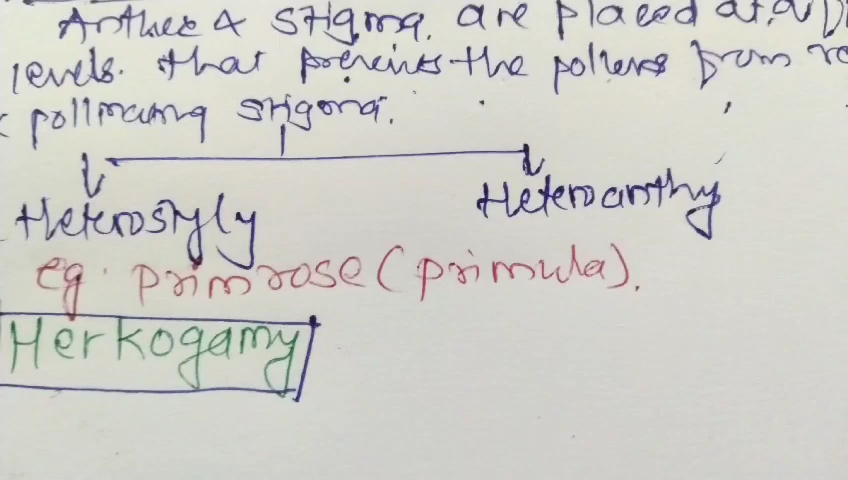 Anther & stigma. are placed at
levels. that prevents the pollens from
pollinating stigma.
Heterostyly Heteroanthy
eg. primrose (primula).
Herkogamy